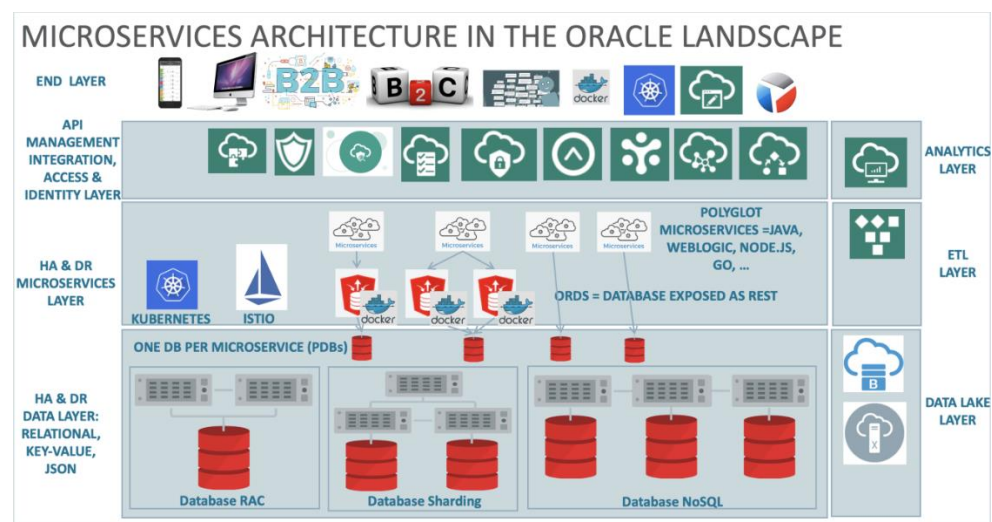 MICROSERVICES ARCHITECTURE IN THE ORACLE LANDSCAPE
END LAYER
B2B
B
2
C
docker
API
MANAGEMENT
INTEGRATION,
ACCESS &
IDENTITY LAYER
ANALYTICS
LAYER
HA & DR
MICROSERVICES
LAYER
KUBERNETES
ISTIO
Microservices
Microservices
Microservices
Microservices
docker
docker
docker
POLYGLOT
MICROSERVICES =JAVA,
WEBLOGIC, NODE.JS,
GO, ...
ORDS = DATABASE EXPOSED AS REST
ETL
LAYER
ONE DB PER MICROSERVICE (PDBs)
HA & DR
DATA LAYER:
RELATIONAL,
KEY-VALUE,
JSON
Database RAC
Database Sharding
Database NoSQL
B
X
DATA LAKE
LAYER